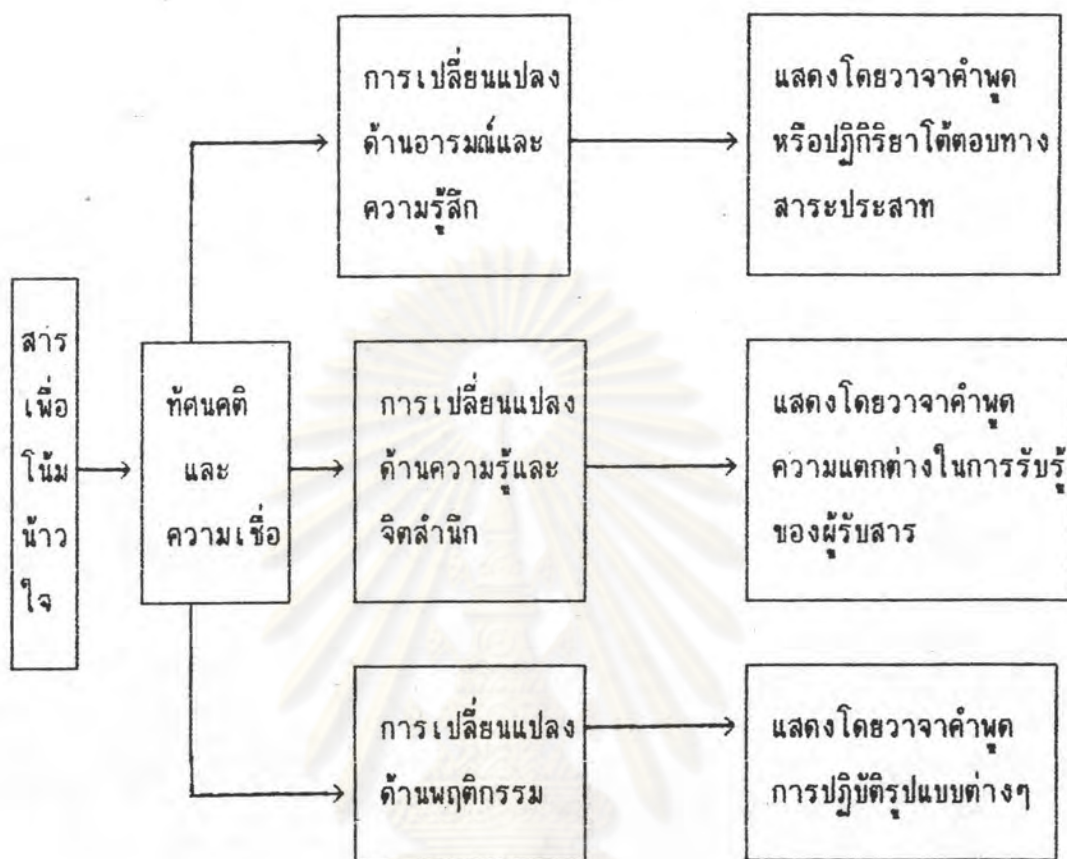 การเปลี่ยนแปลง
ด้านอารมณ์และ
ความรู้สึก
แสดงโดยวาจาคำพูด
หรือปฏิกิริยาโต้ตอบทาง
สาระประสาท
สาร
เพื่อ
โน้ม
น้าว
ใจ
ทัศนคติ
และ
ความเชื่อ
การเปลี่ยนแปลง
ด้านความรู้และ
จิตสำนึก
แสดงโดยวาจาคำพูด
ความแตกต่างในการรับรู้
ของผู้รับสาร
การเปลี่ยนแปลง
ด้านพฤติกรรม
แสดงโดยวาจาคำพูด
การปฏิบัติรูปแบบต่างๆ